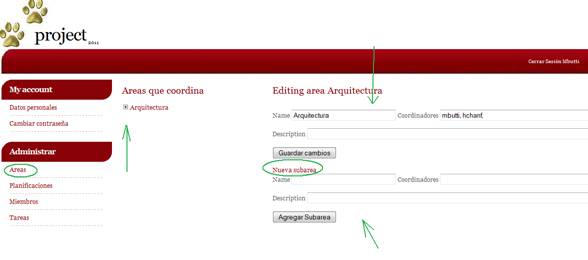 project 2011
Cerrar Sesión Mbutti
My account
Datos personales
Cambiar contraseña
Administrar
Areas
Planificaciones
Miembros
Tareas
Areas que coordina
Arquitectura
Editing area Arquitectura
Name Arquitectura Coordinadores mbutti, hchanf,
Description
Guardar cambios
Nueva subarea
Name Coordinadores
Description
Agregar Subarea